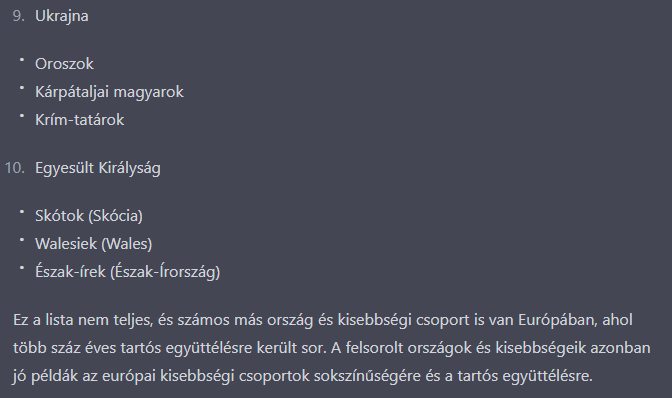 9. Ukrajna
• Oroszok
• Kárpátaljai magyarok
• Krím-tatárok
10. Egyesült Királyság
• Skótok (Skócia)
• Walesiek (Wales)
• Észak-írek (Észak-Írország)
Ez a lista nem teljes, és számos más ország és kisebbségi csoport is van Európában, ahol
több száz éves tartós együttélésre került sor. A felsorolt országok és kisebbségeik azonban
jó példák az európai kisebbségi csoportok sokszínűségére és a tartós együttélésre.